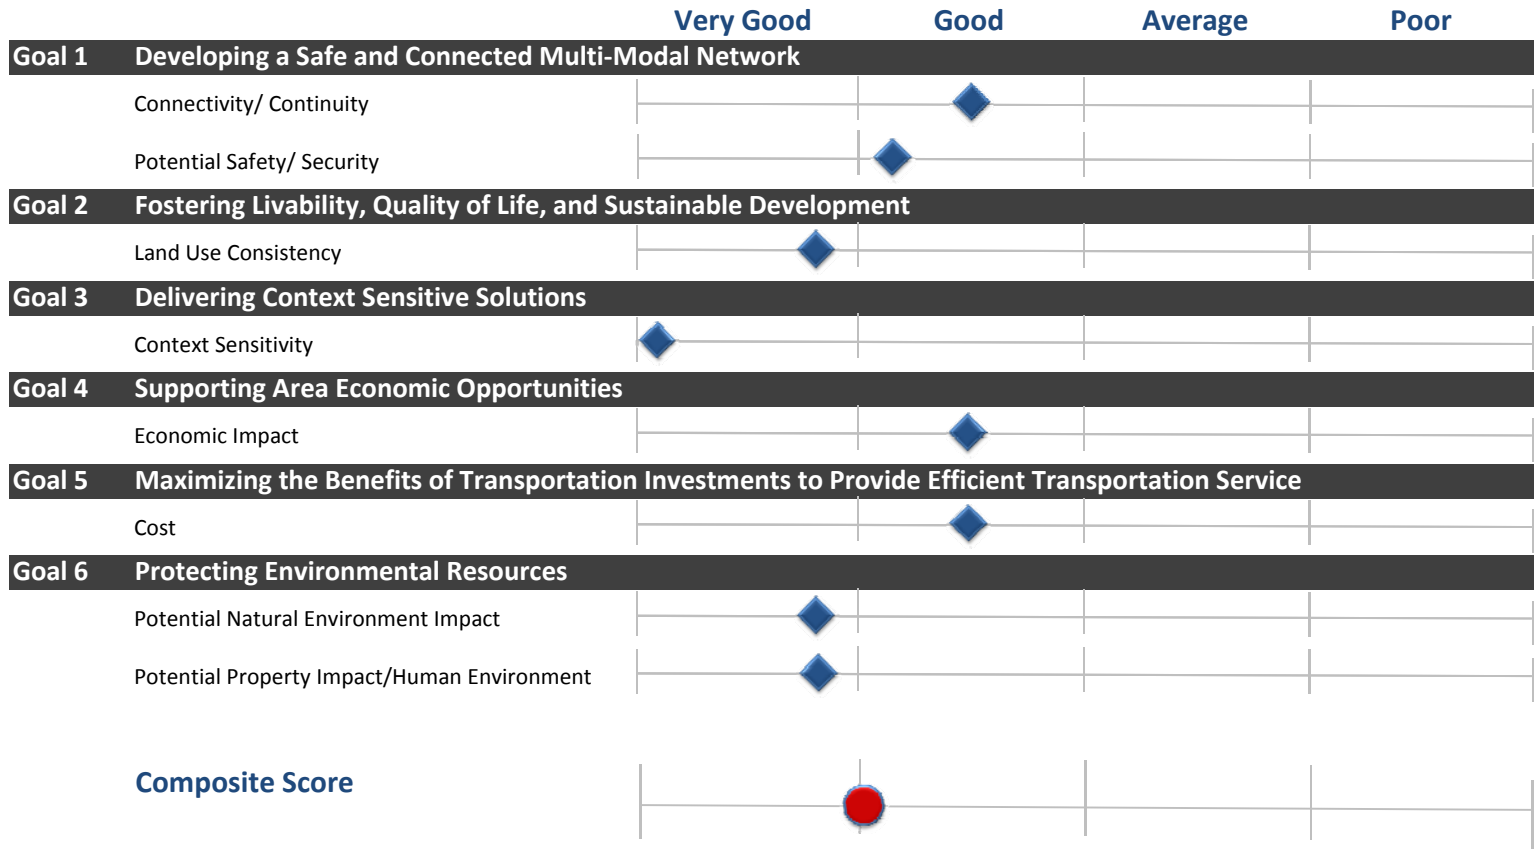 Very Good Good Average Poor
Goal 1 Developing a Safe and Connected Multi-Modal Network
Connectivity/ Continuity
Potential Safety/ Security
Goal 2 Fostering Livability, Quality of Life, and Sustainable Development
Land Use Consistency
Goal 3 Delivering Context Sensitive Solutions
Context Sensitivity
Goal 4 Supporting Area Economic Opportunities
Economic Impact
Goal 5 Maximizing the Benefits of Transportation Investments to Provide Efficient Transportation Service
Cost
Goal 6 Protecting Environmental Resources
Potential Natural Environment Impact
Potential Property Impact/Human Environment
Composite Score